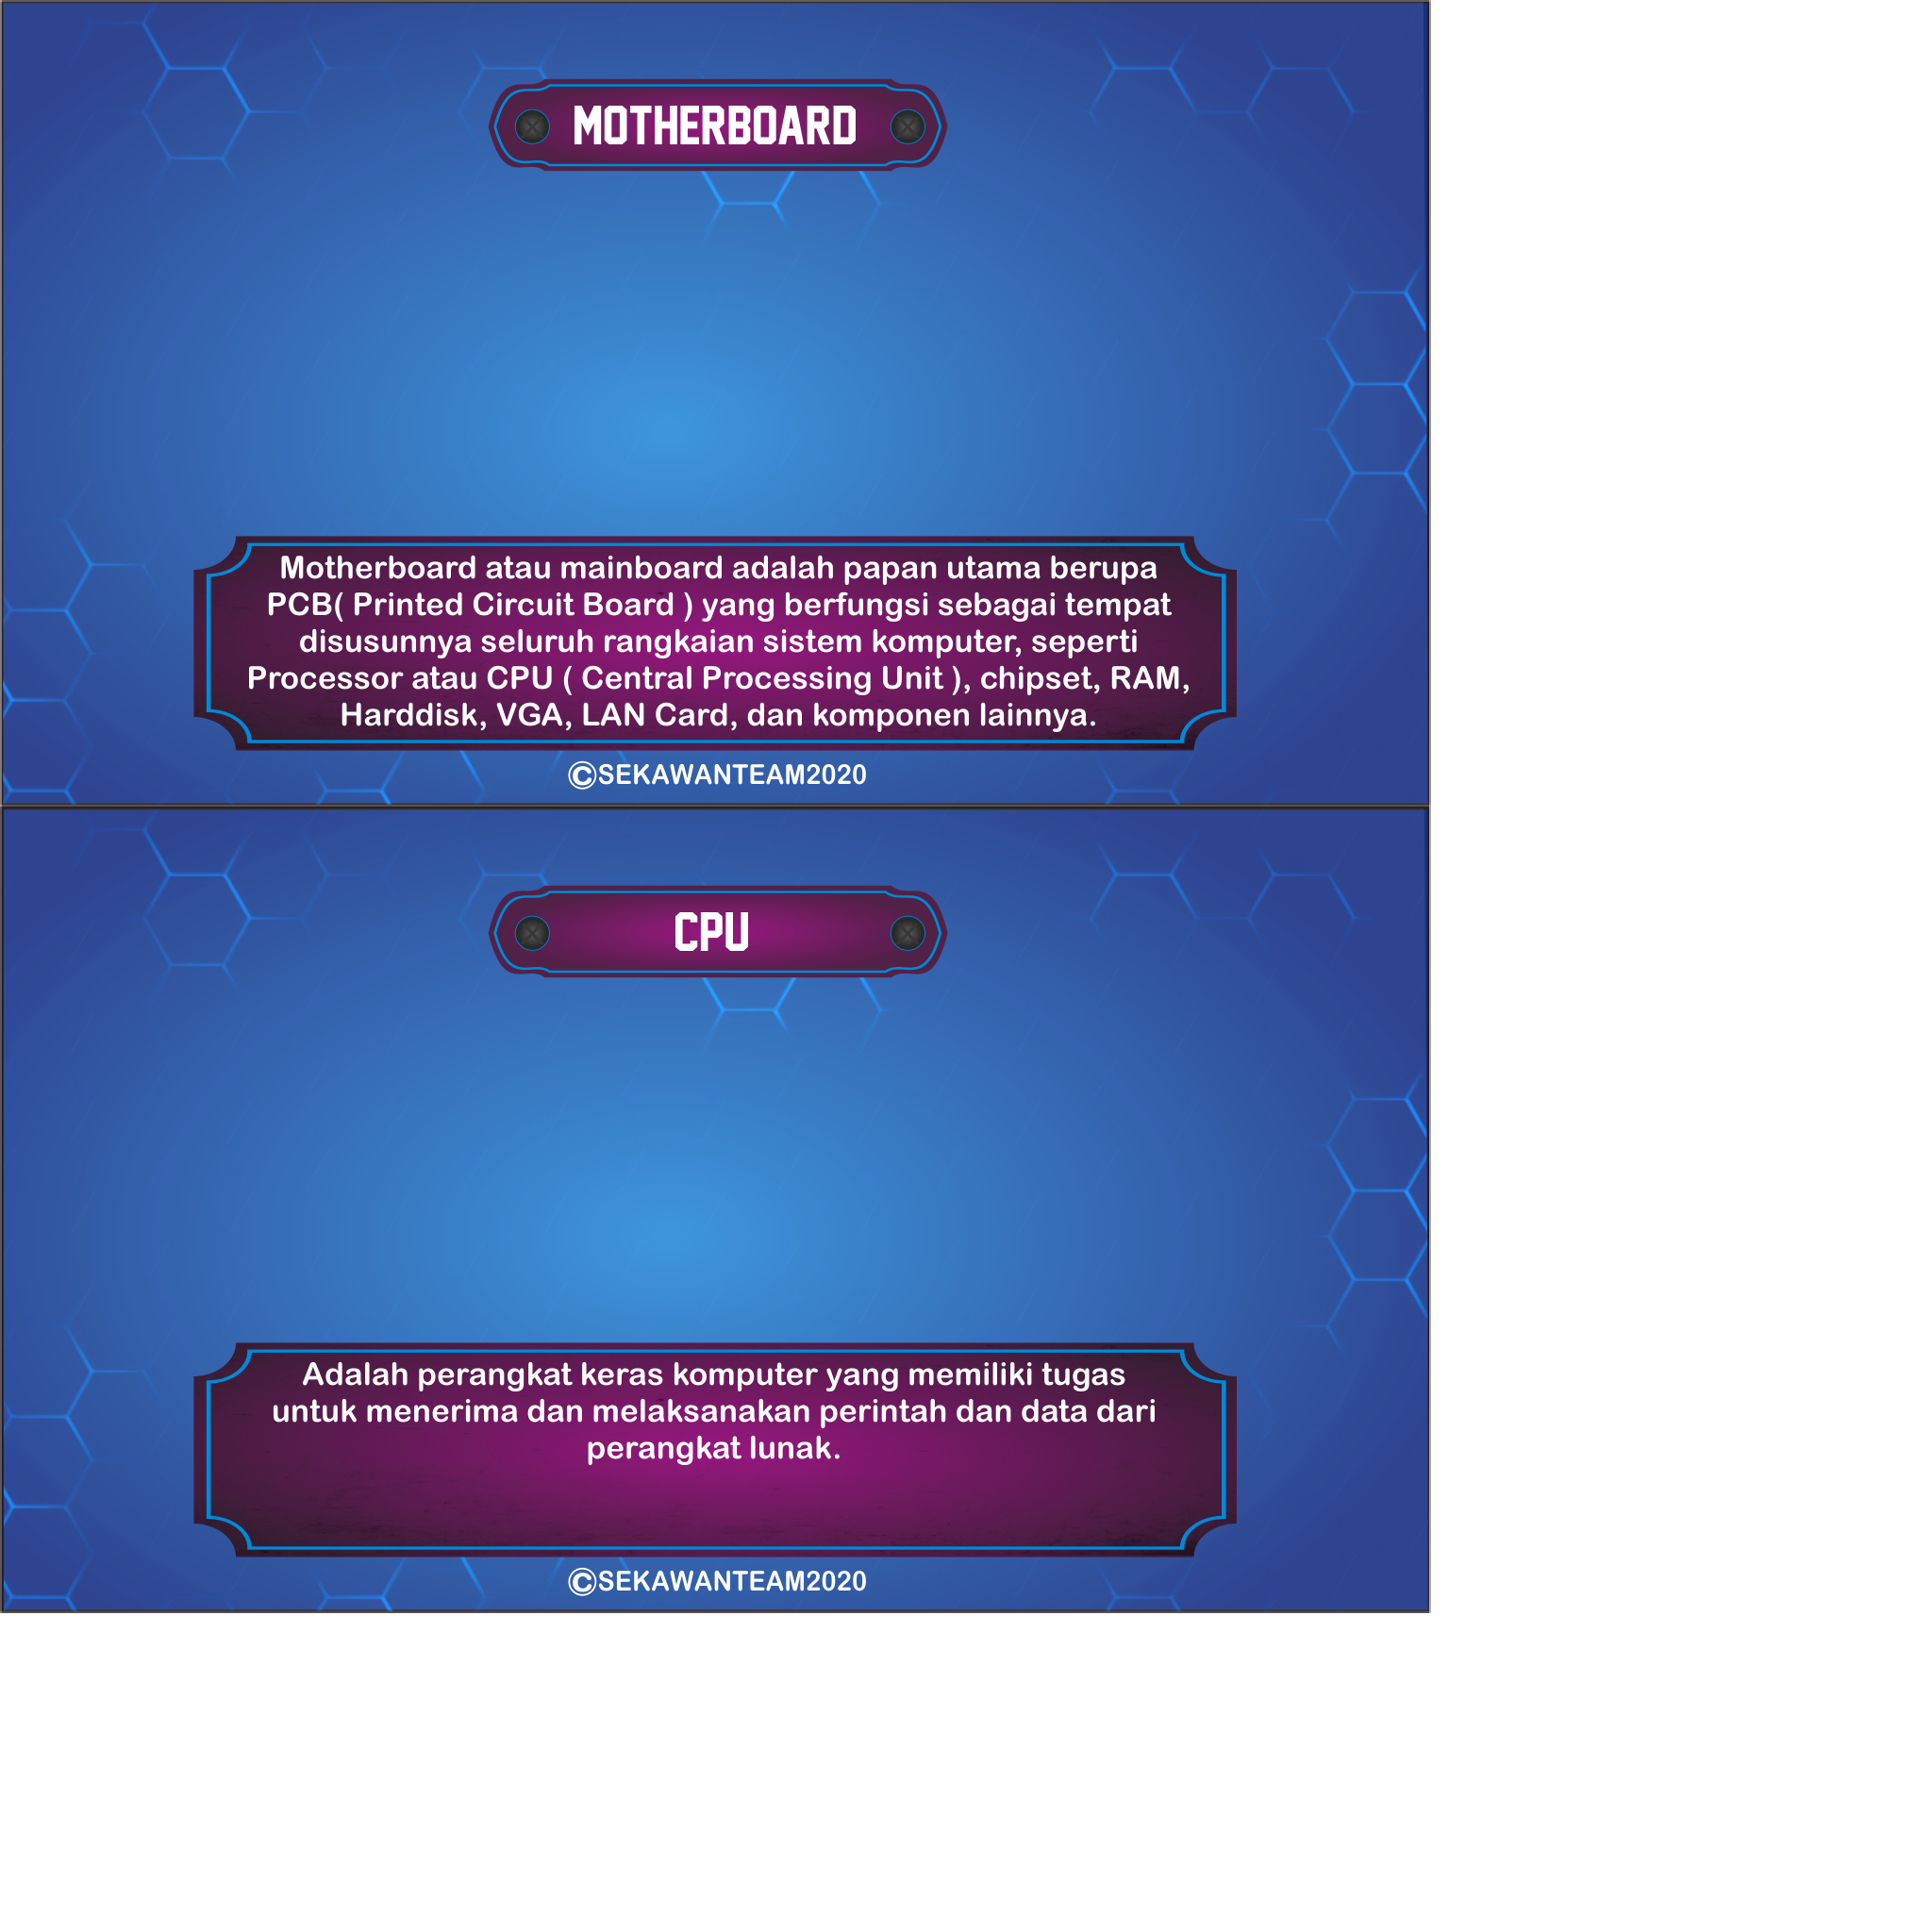 MOTHERBOARD
Motherboard atau mainboard adalah papan utama berupa
PCB( Printed Circuit Board ) yang berfungsi sebagai tempat
disusunnya seluruh rangkaian sistem komputer, seperti
Processor atau CPU ( Central Processing Unit ), chipset, RAM,
Harddisk, VGA, LAN Card, dan komponen lainnya.
©SEKAWANTEAM2020
CPU
Adalah perangkat keras komputer yang memiliki tugas
untuk menerima dan melaksanakan perintah dan data dari
perangkat lunak.
©SEKAWANTEAM2020